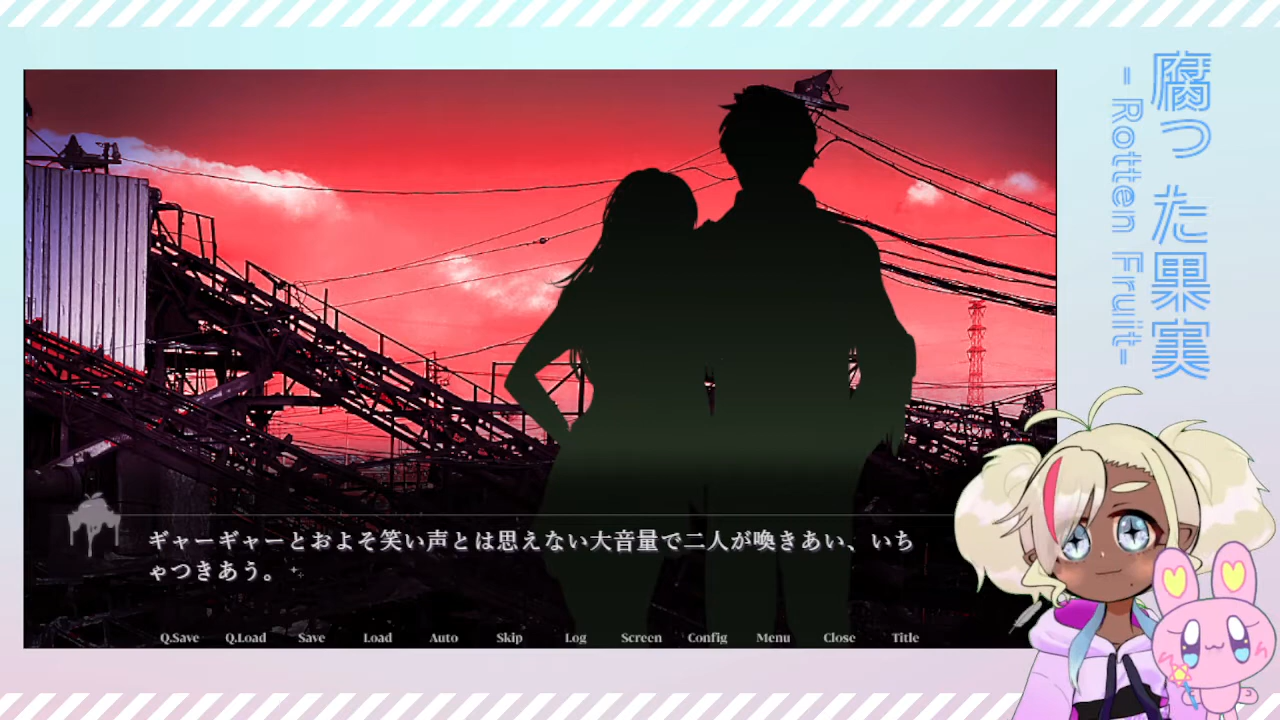 腐った果実
- Rotten Fruit-
ギャーギャーとおよそ笑い声とは思えない大音量で二人が喚きあい、いち
ゃつきあう。
Q.Save Q.Load Save Load Auto Skip Log Screen Config Menu Close Title